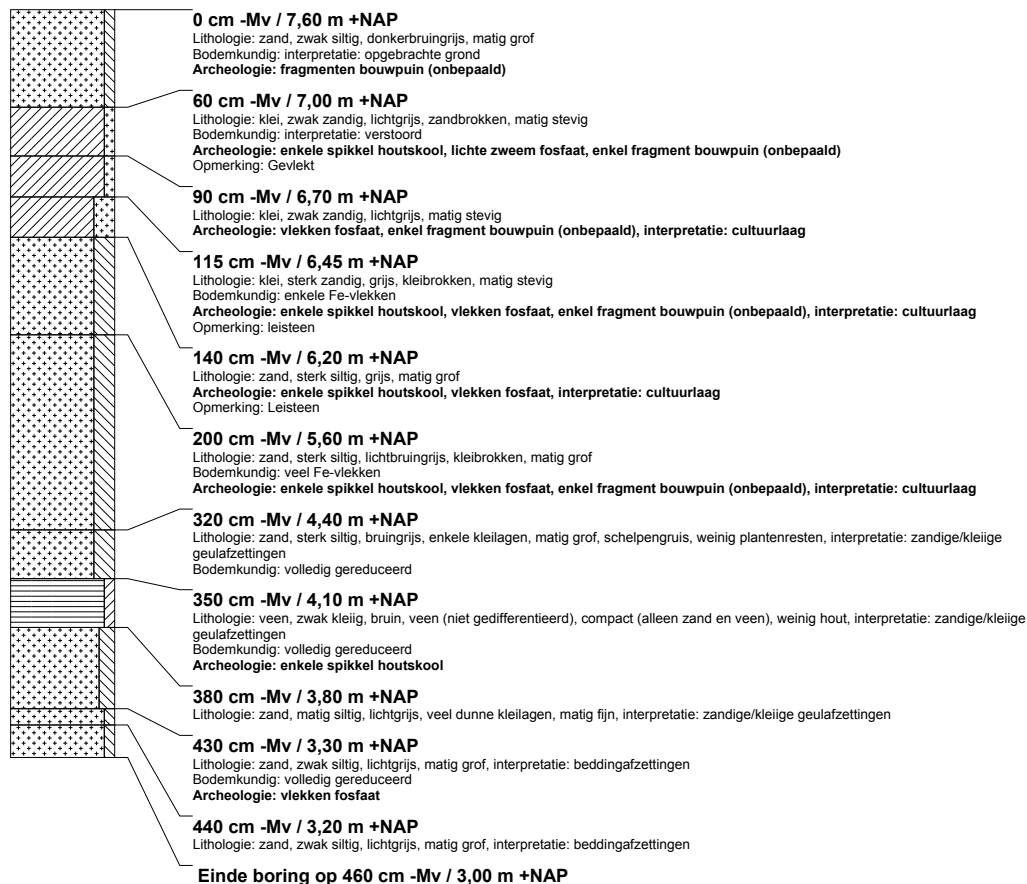 0 cm -Mv / 7,60 m +NAP
Lithologie: zand, zwak siltig, donkerbruingrijs, matig grof
Bodemkundig: interpretatie: opgebrachte grond
Archeologie: fragmenten bouwpuin (onbepaald)
60 cm -Mv / 7,00 m +NAP
Lithologie: klei, zwak zandig, lichtgrijs, zandbrokken, matig stevig
Bodemkundig: interpretatie: verstoord
Archeologie: enkele spikkel houtskool, lichte zweem fosfaat, enkel fragment bouwpuin (onbepaald)
Opmerking: Gevlekt
90 cm -Mv / 6,70 m +NAP
Lithologie: klei, zwak zandig, lichtgrijs, matig stevig
Archeologie: vlekken fosfaat, enkel fragment bouwpuin (onbepaald), interpretatie: cultuurlaag
115 cm -Mv / 6,45 m +NAP
Lithologie: klei, sterk zandig, grijs, kleibrokken, matig stevig
Bodemkundig: enkele Fe-vlekken
Archeologie: enkele spikkel houtskool, vlekken fosfaat, enkel fragment bouwpuin (onbepaald), interpretatie: cultuurlaag
Opmerking: leisteen
140 cm -Mv / 6,20 m +NAP
Lithologie: zand, sterk siltig, grijs, matig grof
Archeologie: enkele spikkel houtskool, vlekken fosfaat, interpretatie: cultuurlaag
Opmerking: Leisteen
200 cm -Mv / 5,60 m +NAP
Lithologie: zand, sterk siltig, lichtbruingrijs, kleibrokken, matig grof
Bodemkundig: veel Fe-vlekken
Archeologie: enkele spikkel houtskool, vlekken fosfaat, enkel fragment bouwpuin (onbepaald), interpretatie: cultuurlaag
320 cm -Mv / 4,40 m +NAP
Lithologie: zand, sterk siltig, bruingrijs, enkele kleilagen, matig grof, schelpengruis, weinig plantenresten, interpretatie: zandige/kleiige
geulafzettingen
Bodemkundig: volledig gereduceerd
350 cm -Mv / 4,10 m +NAP
Lithologie: veen, zwak kleiig, bruin, veen (niet gedifferentieerd), compact (alleen zand en veen), weinig hout, interpretatie: zandige/kleiige
geulafzettingen
Bodemkundig: volledig gereduceerd
Archeologie: enkele spikkel houtskool
380 cm -Mv / 3,80 m +NAP
Lithologie: zand, matig siltig, lichtgrijs, veel dunne kleilagen, matig fijn, interpretatie: zandige/kleiige geulafzettingen
430 cm -Mv / 3,30 m +NAP
Lithologie: zand, zwak siltig, lichtgrijs, matig grof, interpretatie: beddingafzettingen
Bodemkundig: volledig gereduceerd
Archeologie: vlekken fosfaat
440 cm -Mv / 3,20 m +NAP
Lithologie: zand, zwak siltig, lichtgrijs, matig grof, interpretatie: beddingafzettingen
Einde boring op 460 cm -Mv / 3,00 m +NAP